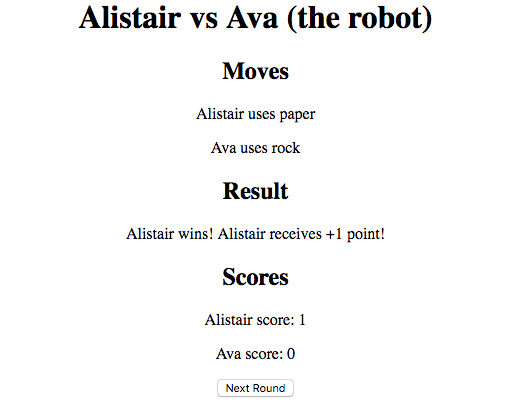 Alistair vs Ava (the robot)
Moves
Alistair uses paper
Ava uses rock
Result
Alistair wins! Alistair receives +1 point!
Scores
Alistair score: 1
Ava score: 0
Next Round